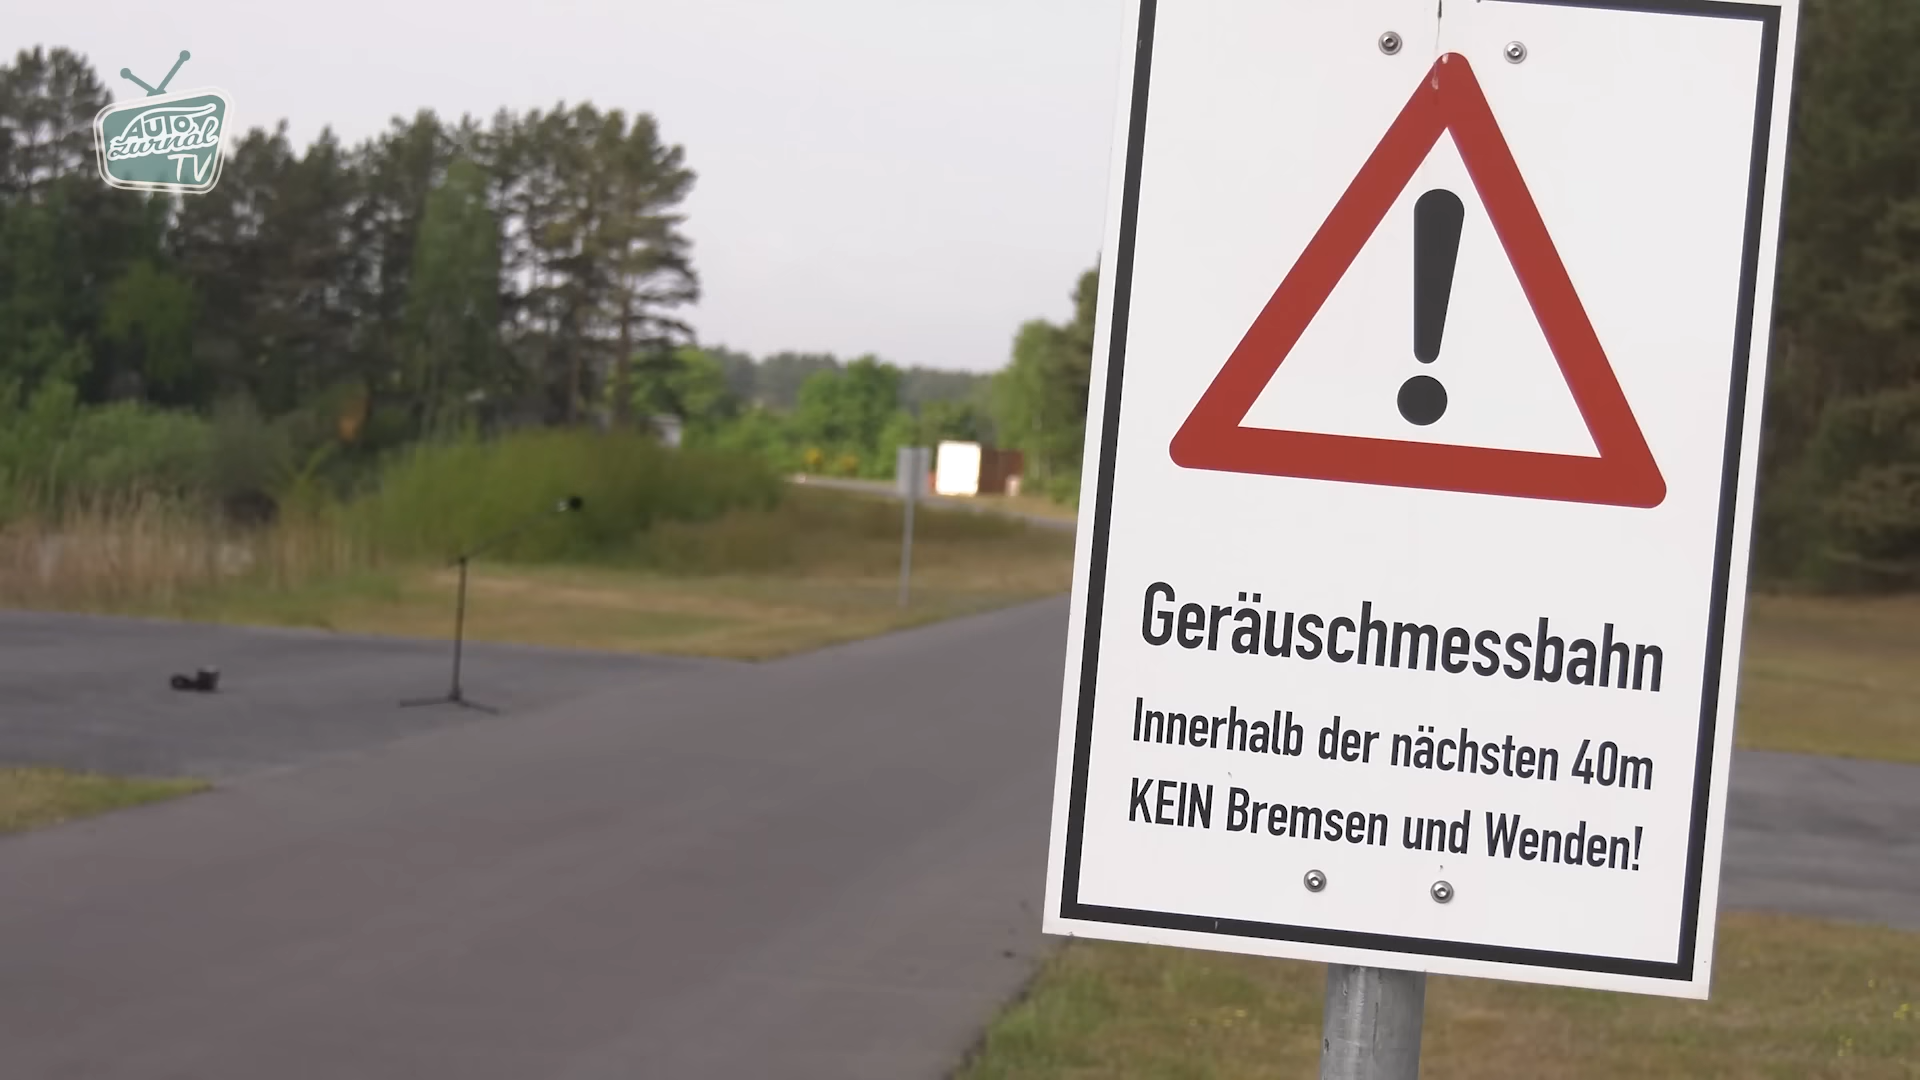 AUTO
žurnál
TV
Geräuschmessbahn
Innerhalb der nächsten 40m
KEIN Bremsen und Wenden!